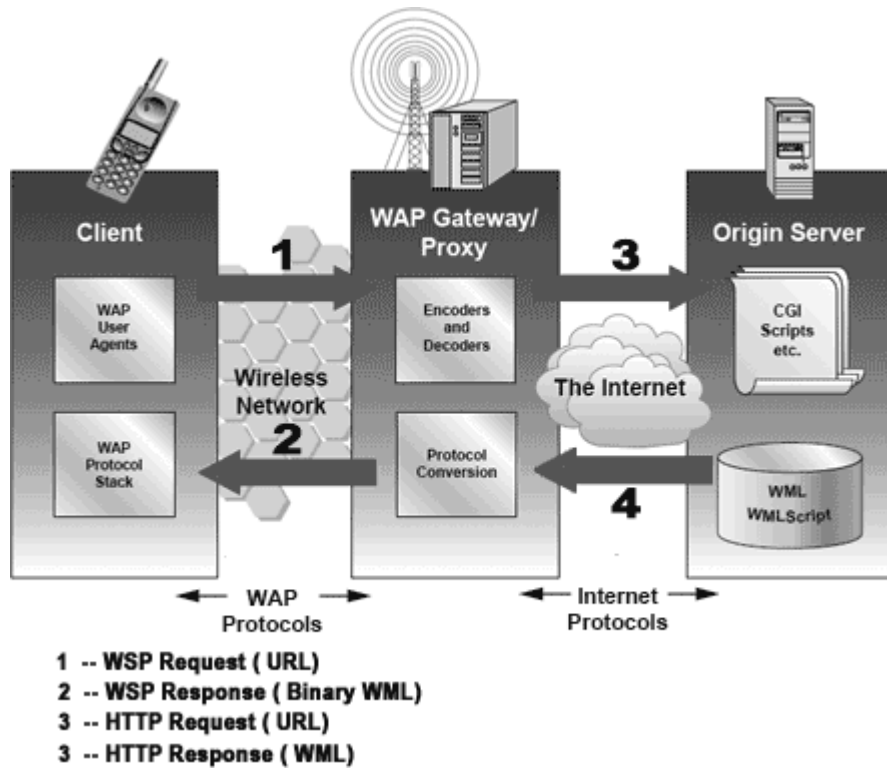 Client
WAP Gateway/
Proxy
Origin Server
1
3
WAP
User
Agents
Encoders
and
Decoders
CGI
Scripts
etc.
Wireless
Network
The Internet
2
4
WAP
Protocol
Stack
Protocol
Conversion
WML
WMLScript
WAP
Protocols
Internet
Protocols
1 -- WSP Request ( URL)
2 -- WSP Response ( Binary WML)
3 -- HTTP Request ( URL)
3 -- HTTP Response ( WML)